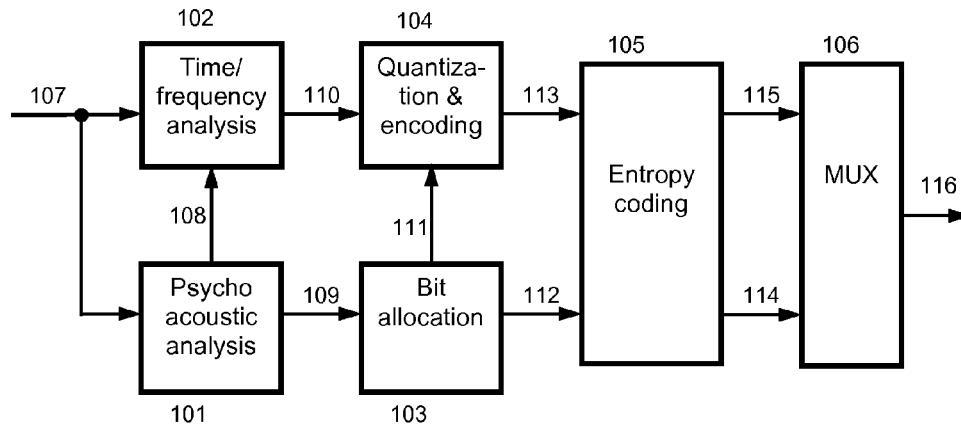 102
104
105
106
107
Time/
frequency
analysis
110
Quantiza-
tion &
encoding
113
Entropy
coding
115
MUX
116
108
111
Psycho
acoustic
analysis
109
Bit
allocation
112
114
101
103